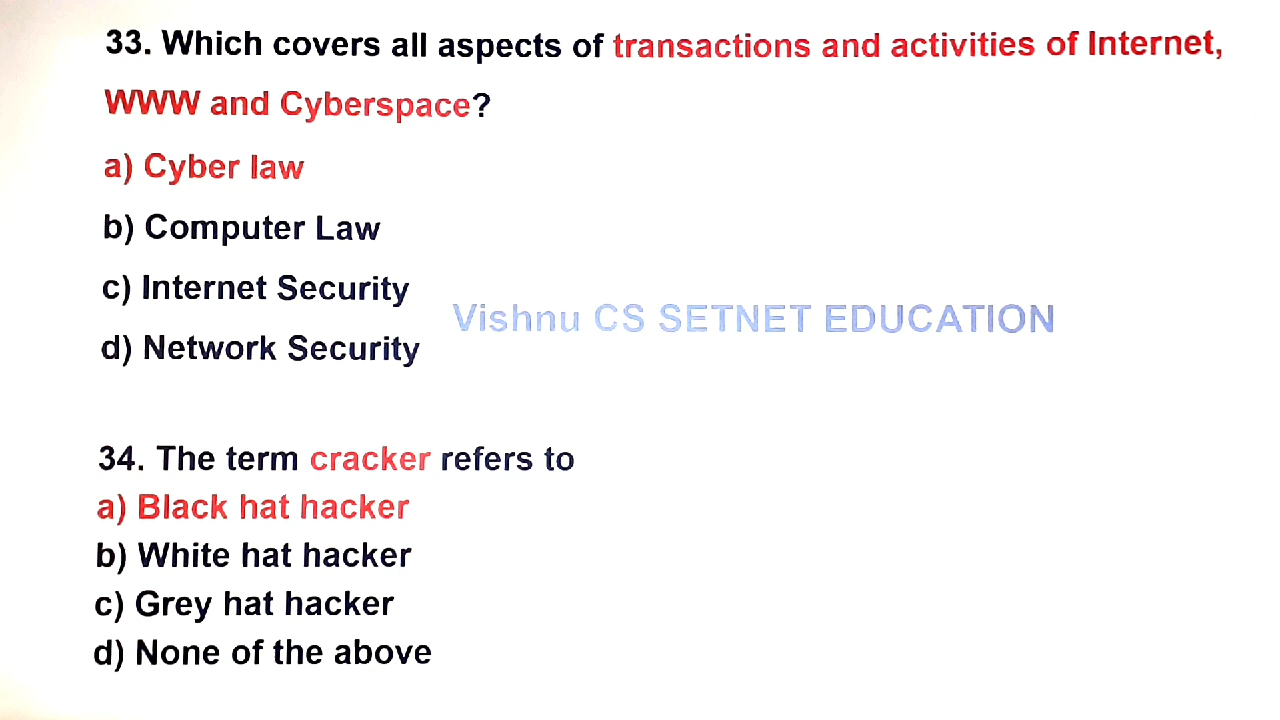 33. Which covers all aspects of transactions and activities of Internet,
WWW and Cyberspace?
a) Cyber law
b) Computer Law
c) Internet Security
Vishnu CS SETNET EDUCATION
d) Network Security
34. The term cracker refers to
a) Black hat hacker
b) White hat hacker
c) Grey hat hacker
d) None of the above